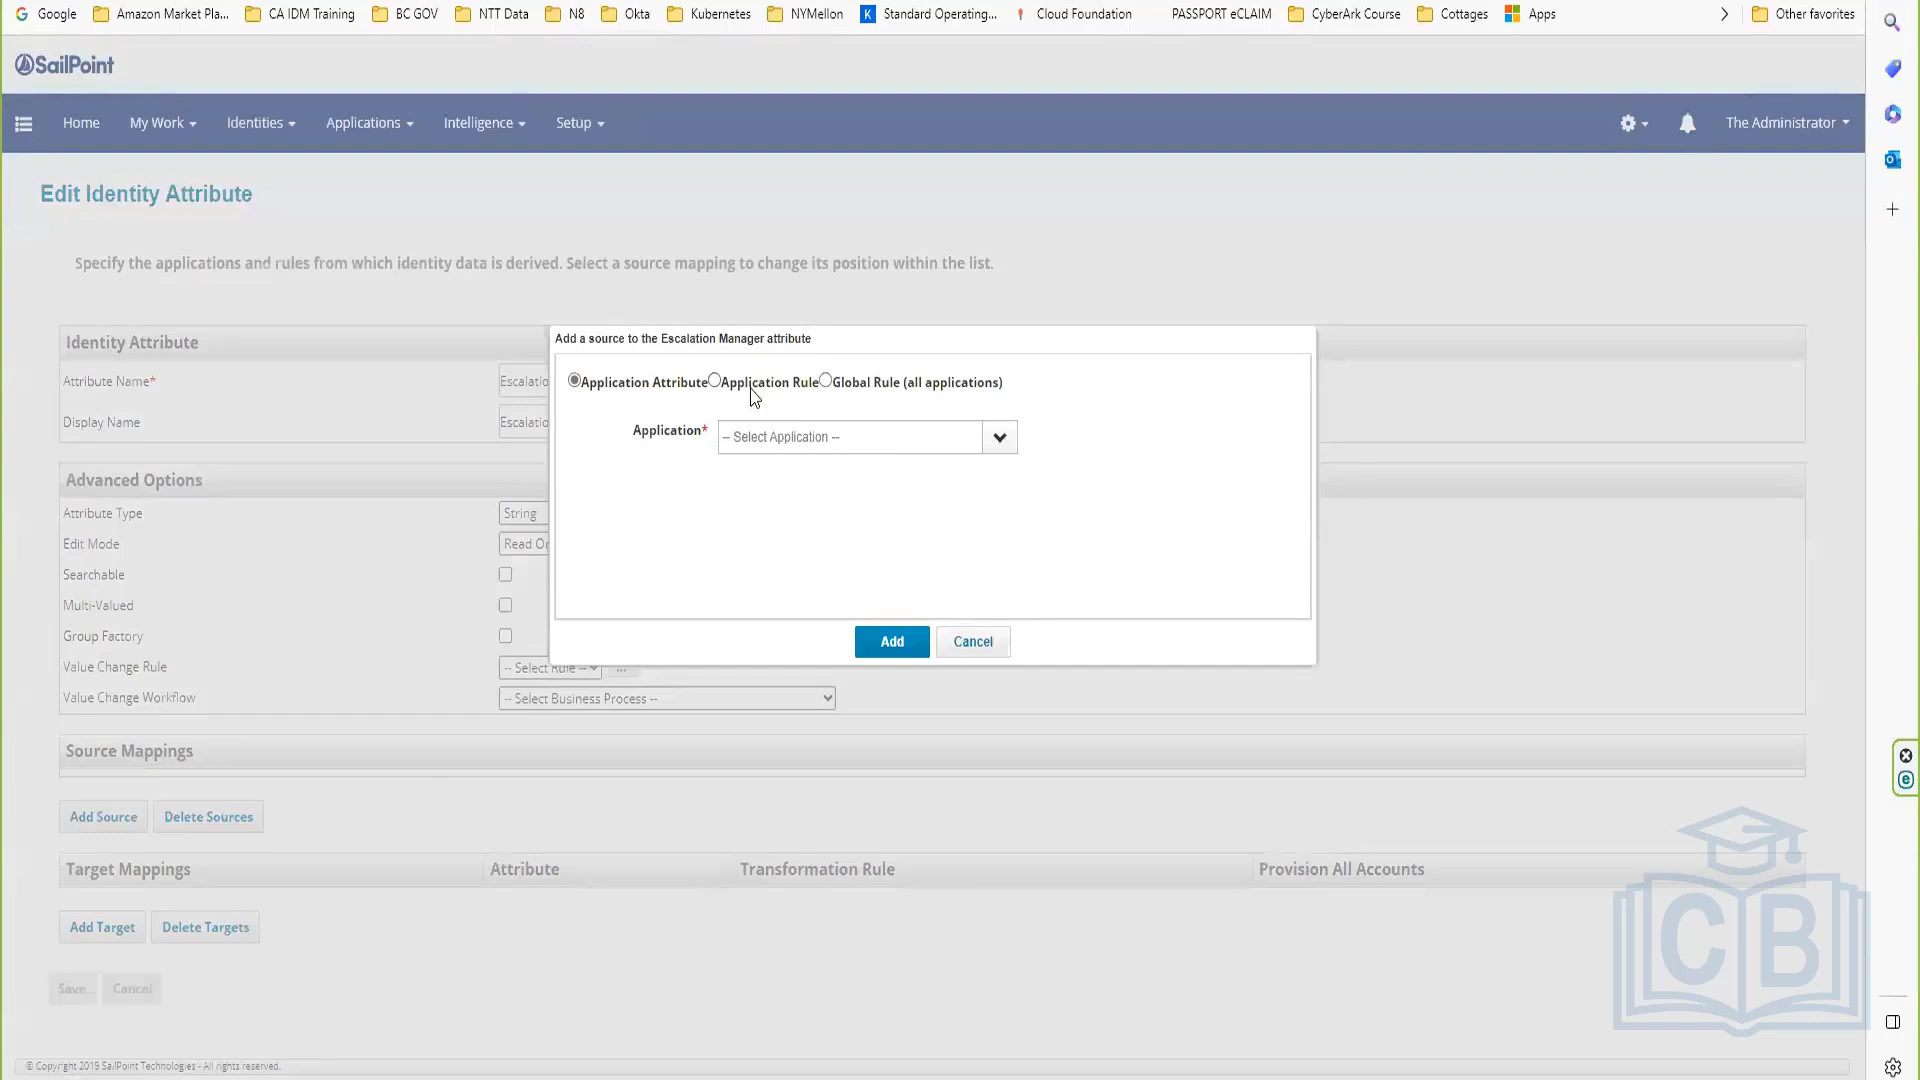 Google Amazon Market Pla... CA IDM Training BC GOV NTT Data N8 Okta Kubernetes NYMellon K Standard Operating... Cloud Foundation PASSPORT eCLAIM CyberArk Course Cottages Apps Other favorites
SailPoint
Home My Work Identities Applications Intelligence Setup The Administrator
Edit Identity Attribute
Specify the applications and rules from which identity data is derived. Select a source mapping to change its position within the list.
Identity Attribute
Add a source to the Escalation Manager attribute
Attribute Name* Escalatio
Application Attribute Application Rule Global Rule (all applications)
Display Name Escalatio
Application* -- Select Application --
Advanced Options
Attribute Type String
Edit Mode Read On
Searchable
Multi-Valued
Group Factory
Add Cancel
Value Change Rule -- Select Rule -- ...
Value Change Workflow -- Select Business Process --
Source Mappings
Add Source Delete Sources
Target Mappings Attribute Transformation Rule Provision All Accounts
Add Target Delete Targets
Save Cancel
CB
© Copyright 2019 SailPoint Technologies - All rights reserved.